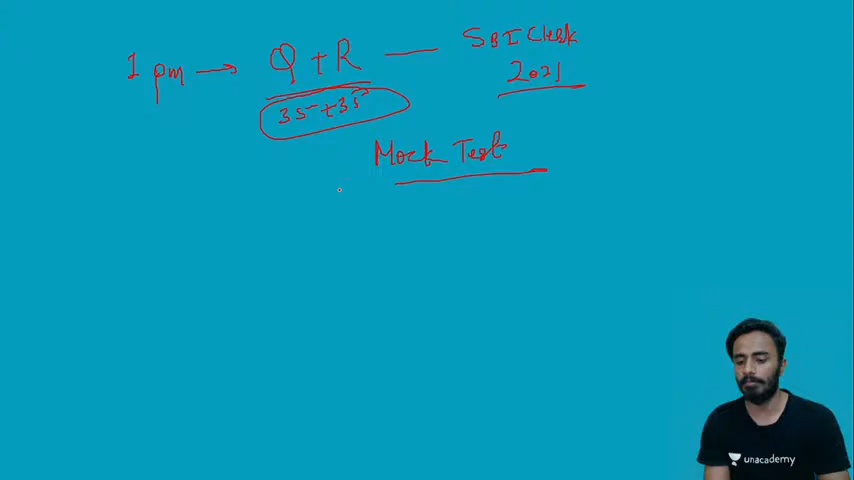 1 pm → Q + R — SBI Clerk
2021
35 + 35
Mock Test
unacademy